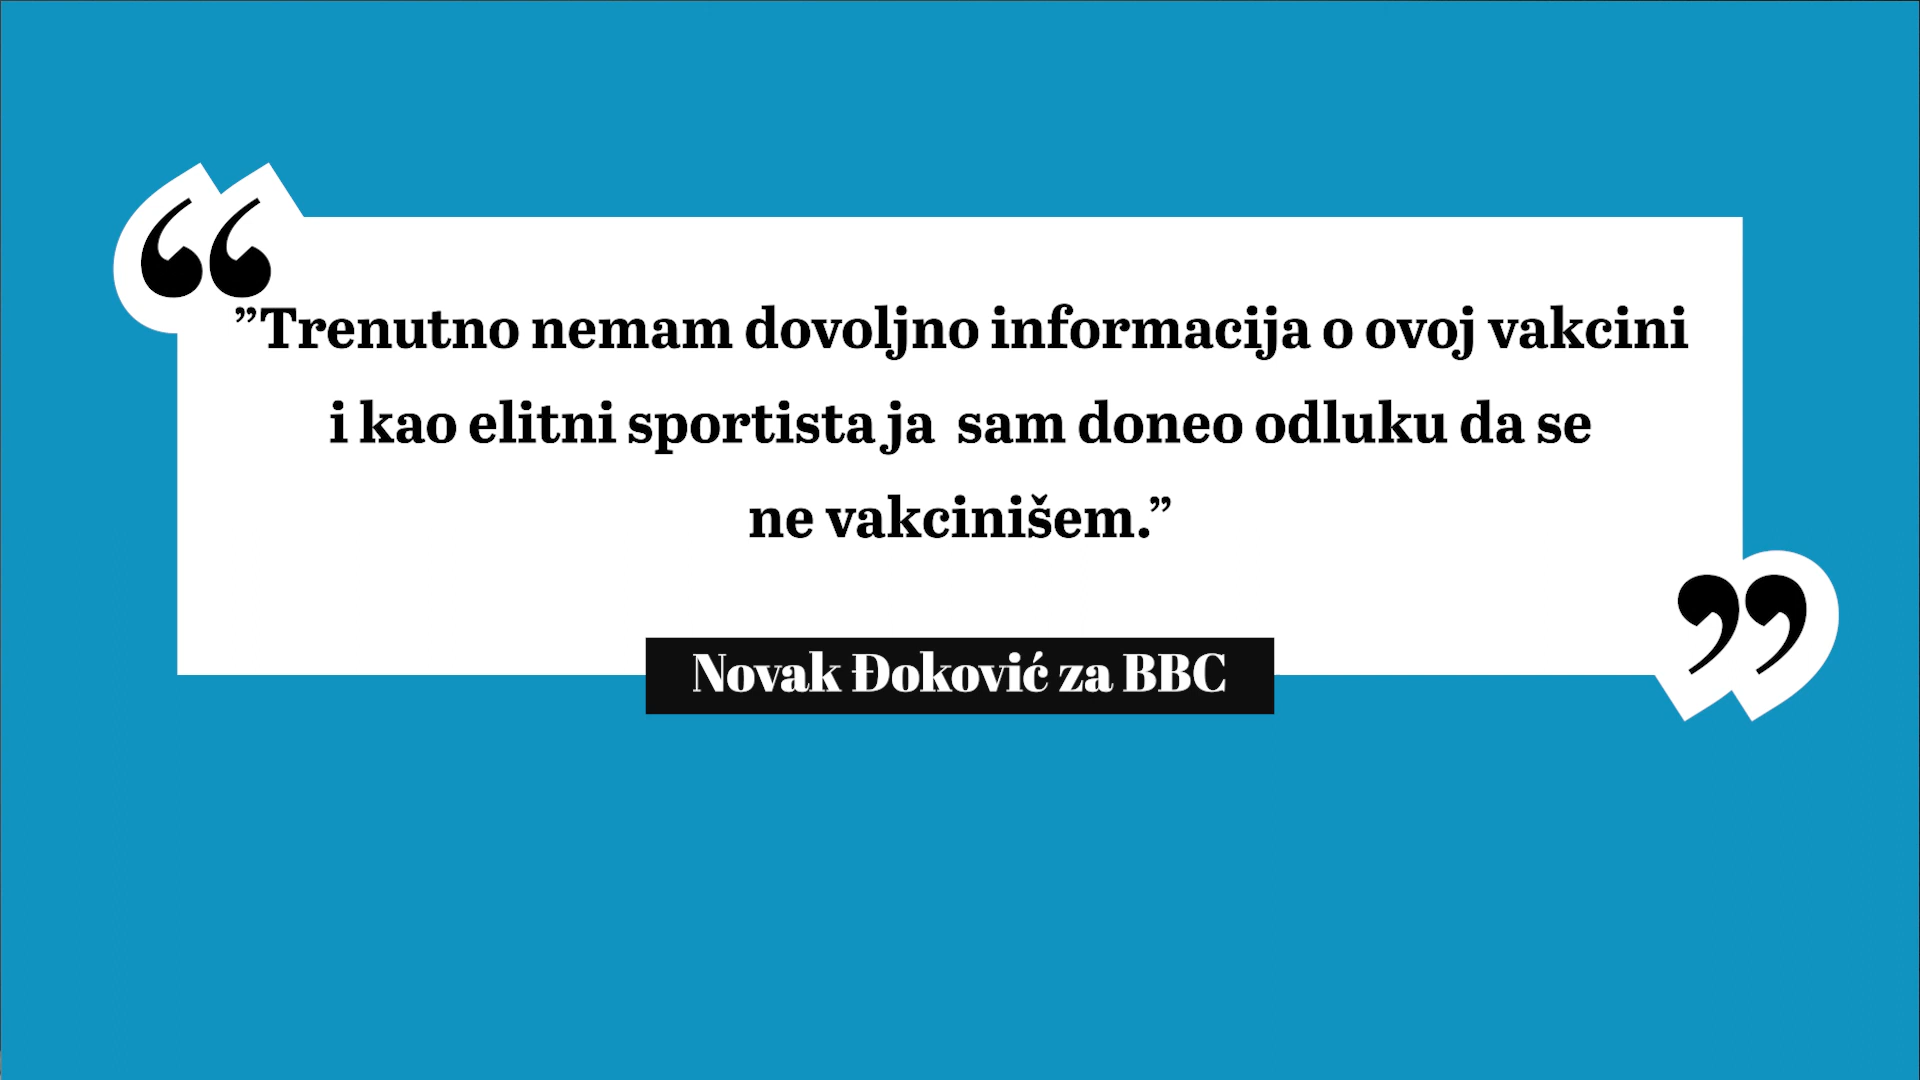 ”Trenutno nemam dovoljno informacija o ovoj vakcini
i kao elitni sportista ja  sam doneo odluku da se
ne vakcinišem.”
Novak Đoković za BBC